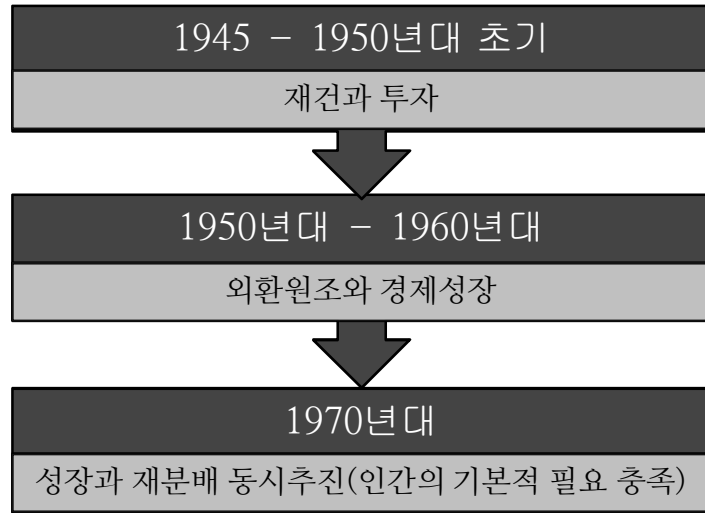 1945 - 1950년대 초기
재건과 투자
1950년대 - 1960년대
외환원조와 경제성장
1970년대
성장과 재분배 동시추진(인간의 기본적 필요 충족)